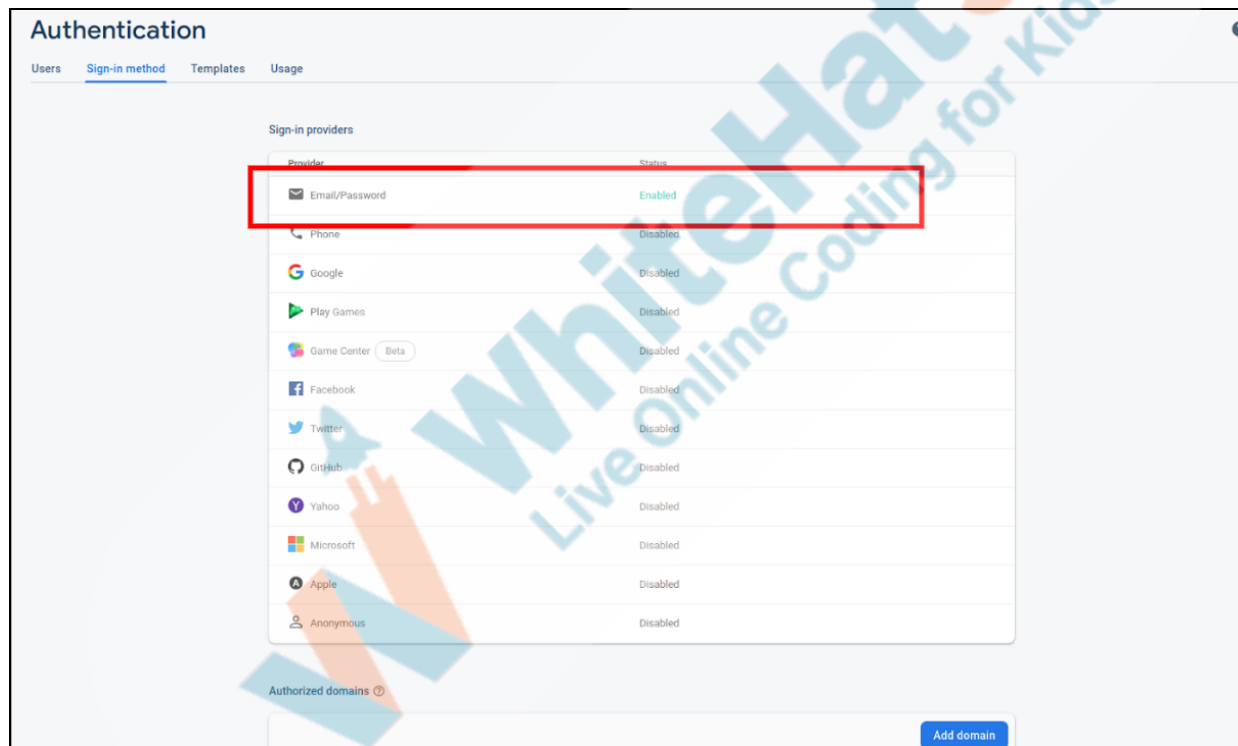 Authentication
Users Sign-in method Templates Usage
Sign-in providers
Provider Status
Email/Password Enabled
Phone Disabled
Google Disabled
Play Games Disabled
Game Center Beta Disabled
Facebook Disabled
Twitter Disabled
GitHub Disabled
Yahoo Disabled
Microsoft Disabled
Apple Disabled
Anonymous Disabled
Authorized domains
Add domain
WhiteHat
Live Online Coding for Kids